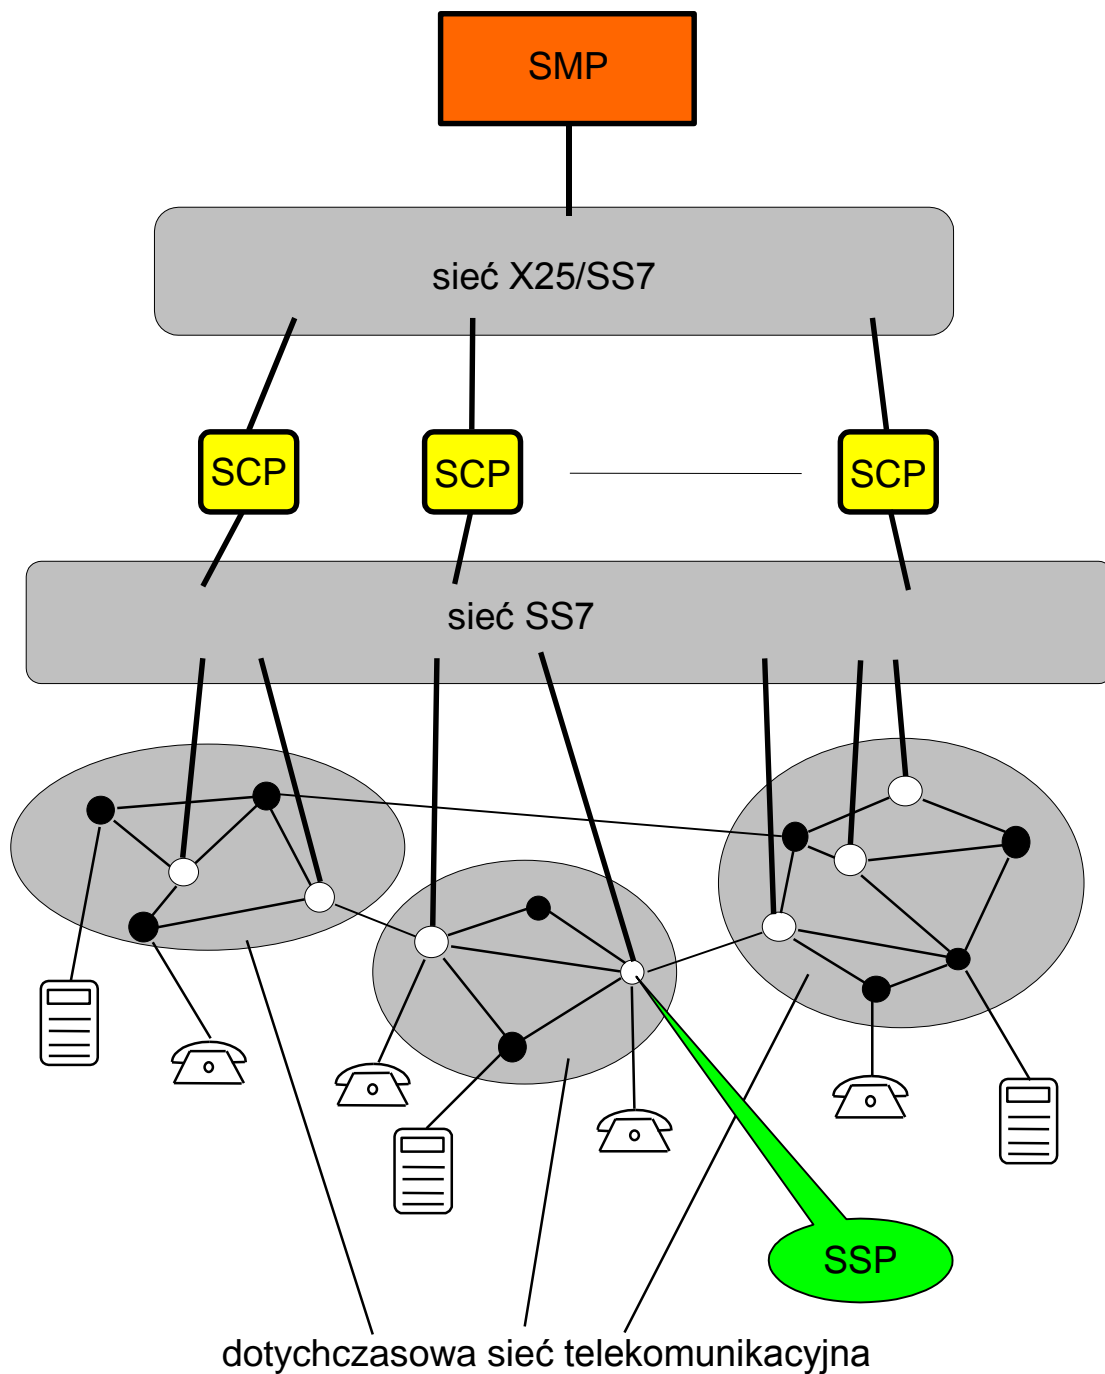 SMP
sieć X25/SS7
SCP
SCP
SCP
sieć SS7
SSP
dotychczasowa sieć telekomunikacyjna